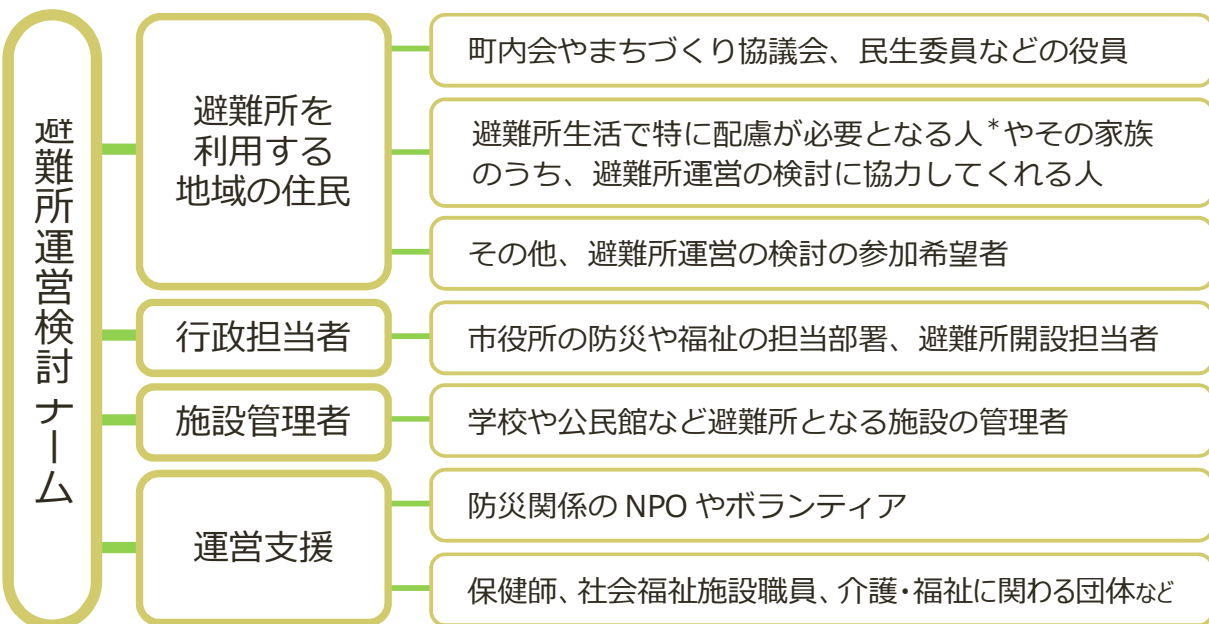 避難所運営検討ナーム
避難所を
利用する
地域の住民
町内会やまちづくり協議会、民生委員などの役員
避難所生活で特に配慮が必要となる人*やその家族
のうち、避難所運営の検討に協力してくれる人
その他、避難所運営の検討の参加希望者
行政担当者
市役所の防災や福祉の担当部署、避難所開設担当者
施設管理者
学校や公民館など避難所となる施設の管理者
運営支援
防災関係の NPO やボランティア
保健師、社会福祉施設職員、介護・福祉に関わる団体など